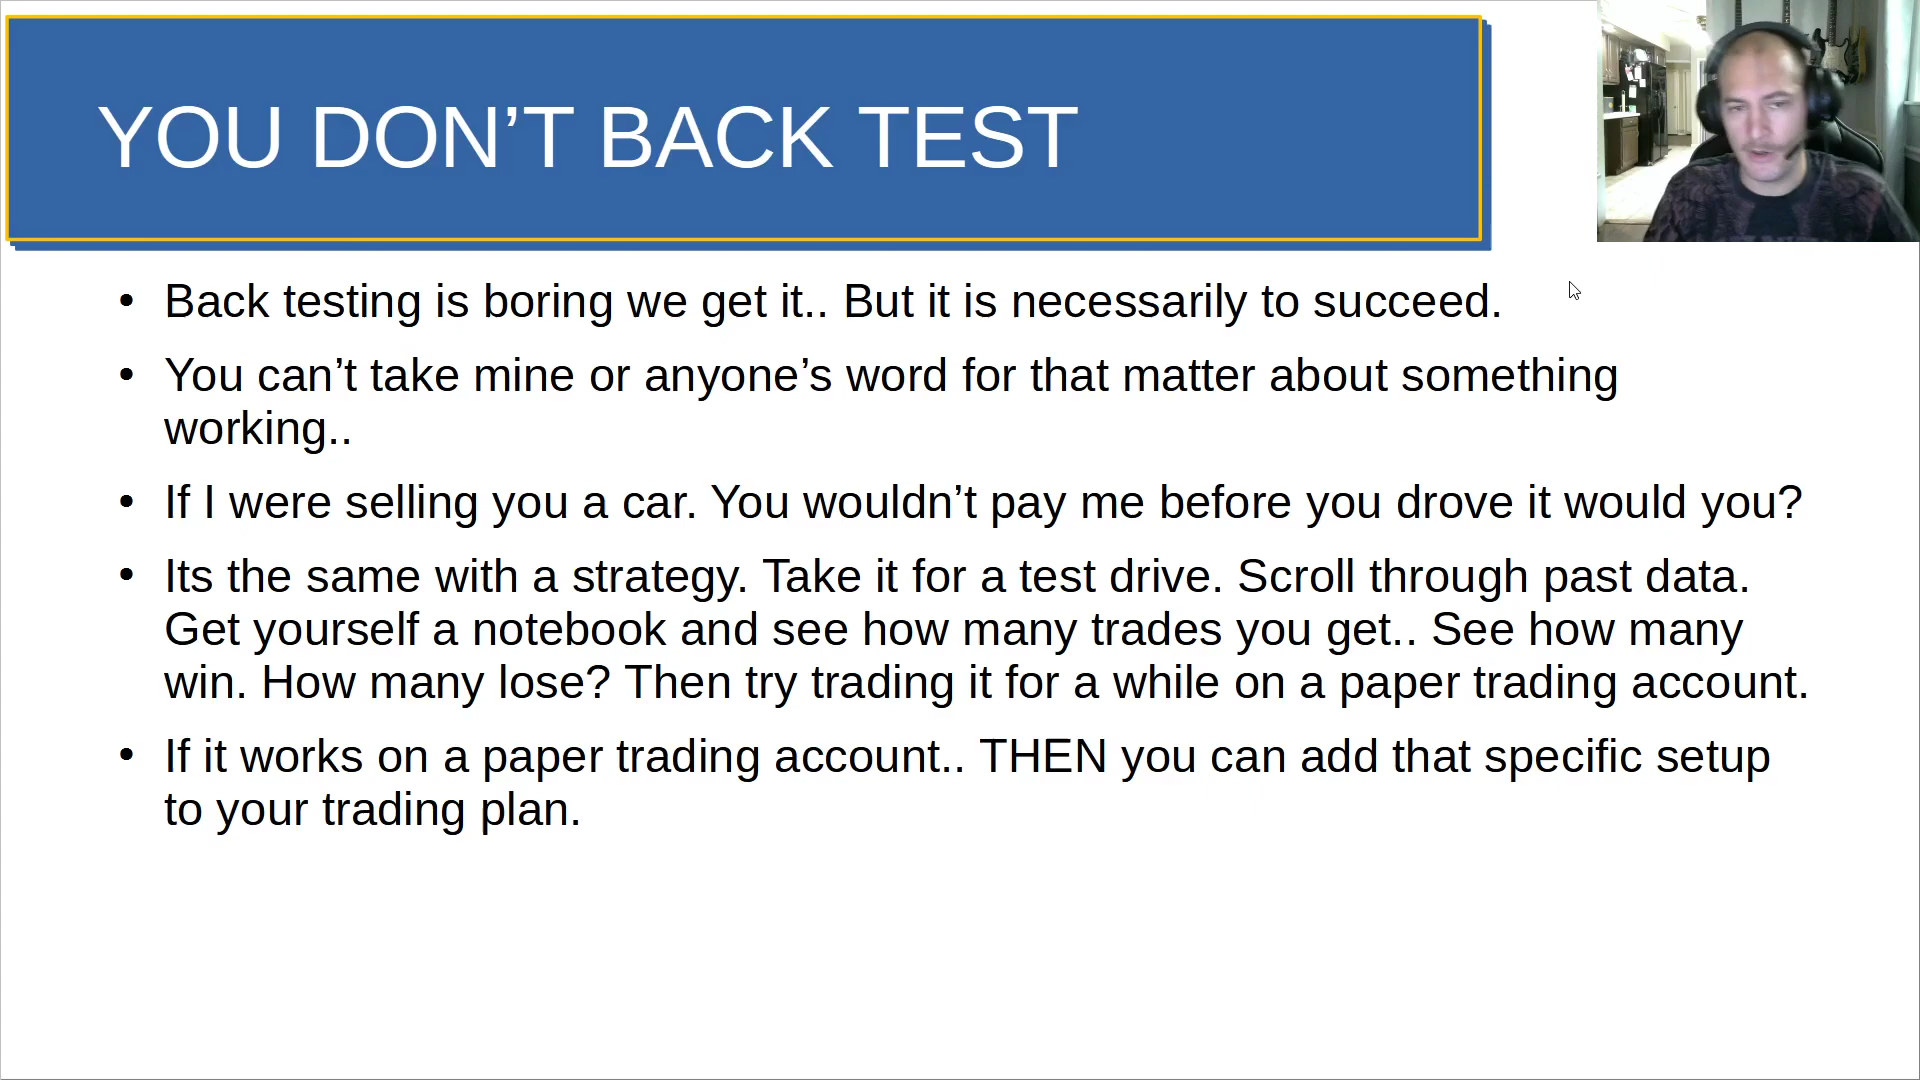 YOU DON’T BACK TEST
• Back testing is boring we get it.. But it is necessarily to succeed.
• You can’t take mine or anyone’s word for that matter about something
working..
• If I were selling you a car. You wouldn’t pay me before you drove it would you?
• Its the same with a strategy. Take it for a test drive. Scroll through past data.
Get yourself a notebook and see how many trades you get.. See how many
win. How many lose? Then try trading it for a while on a paper trading account.
• If it works on a paper trading account.. THEN you can add that specific setup
to your trading plan.